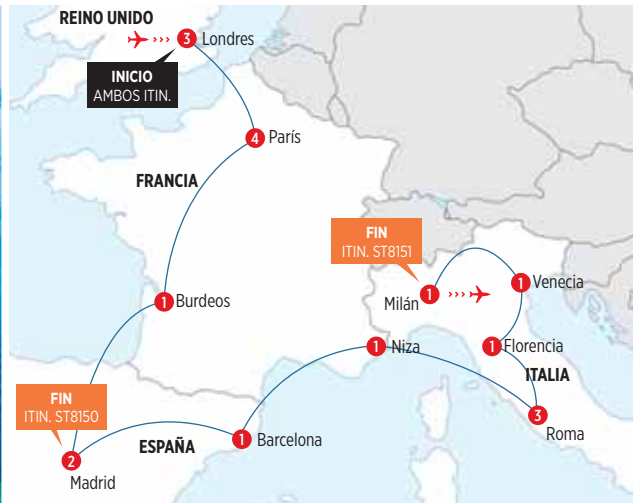 REINO UNIDO
3 Londres
INICIO
AMBOS ITIN.
4 París
FRANCIA
FIN
ITIN. ST8151
1 Venecia
Milán 1
1 Burdeos
1 Niza
1 Florencia
ITALIA
FIN
ITIN. ST8150
3
Roma
ESPAÑA
1 Barcelona
2
Madrid